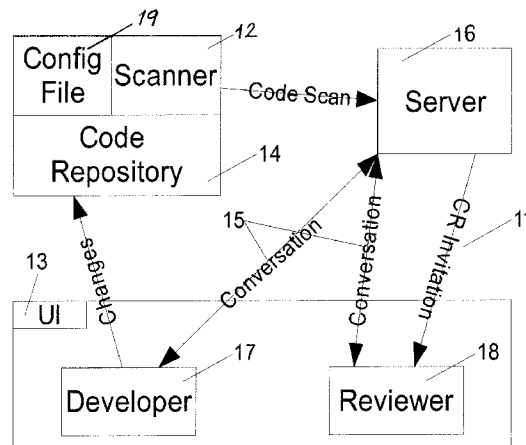 19
12
16
Config
File
Scanner
Code Scan
Server
Code
Repository
14
15
11
13
UI
Changes
Conversation
Conversation
CR Invitation
17
18
Developer
Reviewer